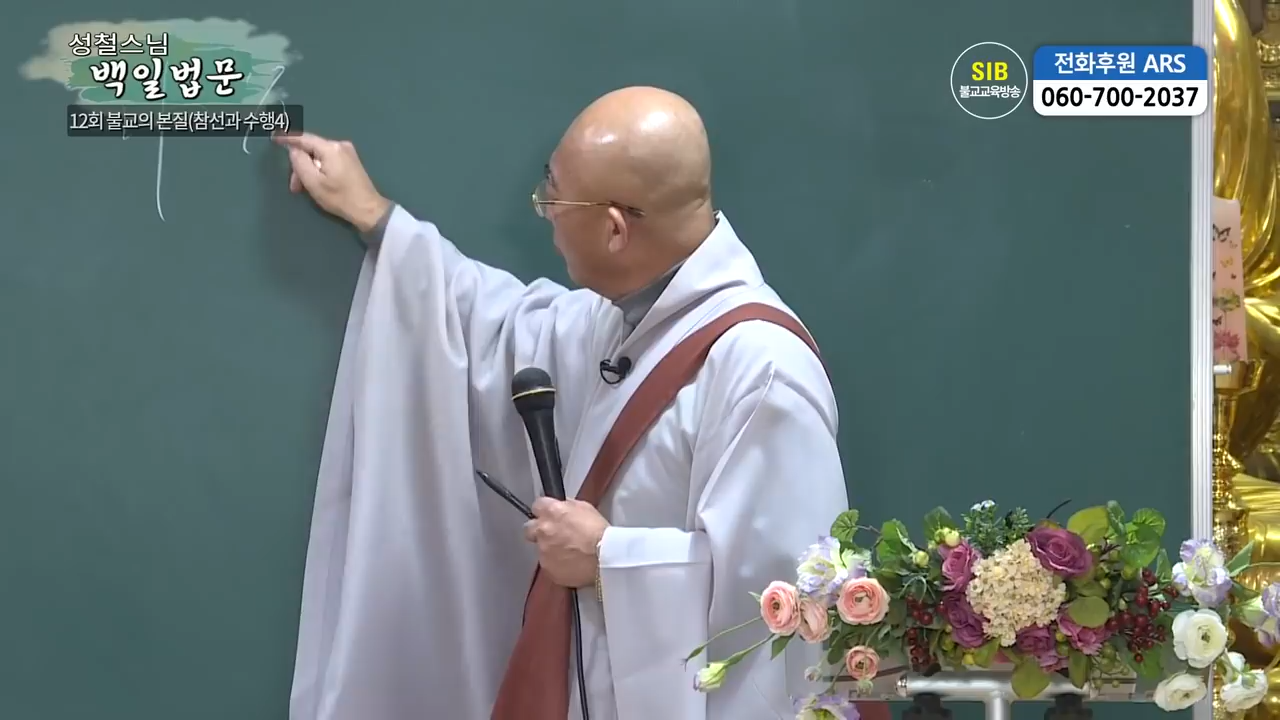 성철스님
백일법문
12회 불교의 본질(참선과 수행4)
SIB
불교교육방송
전화후원 ARS
060-700-2037